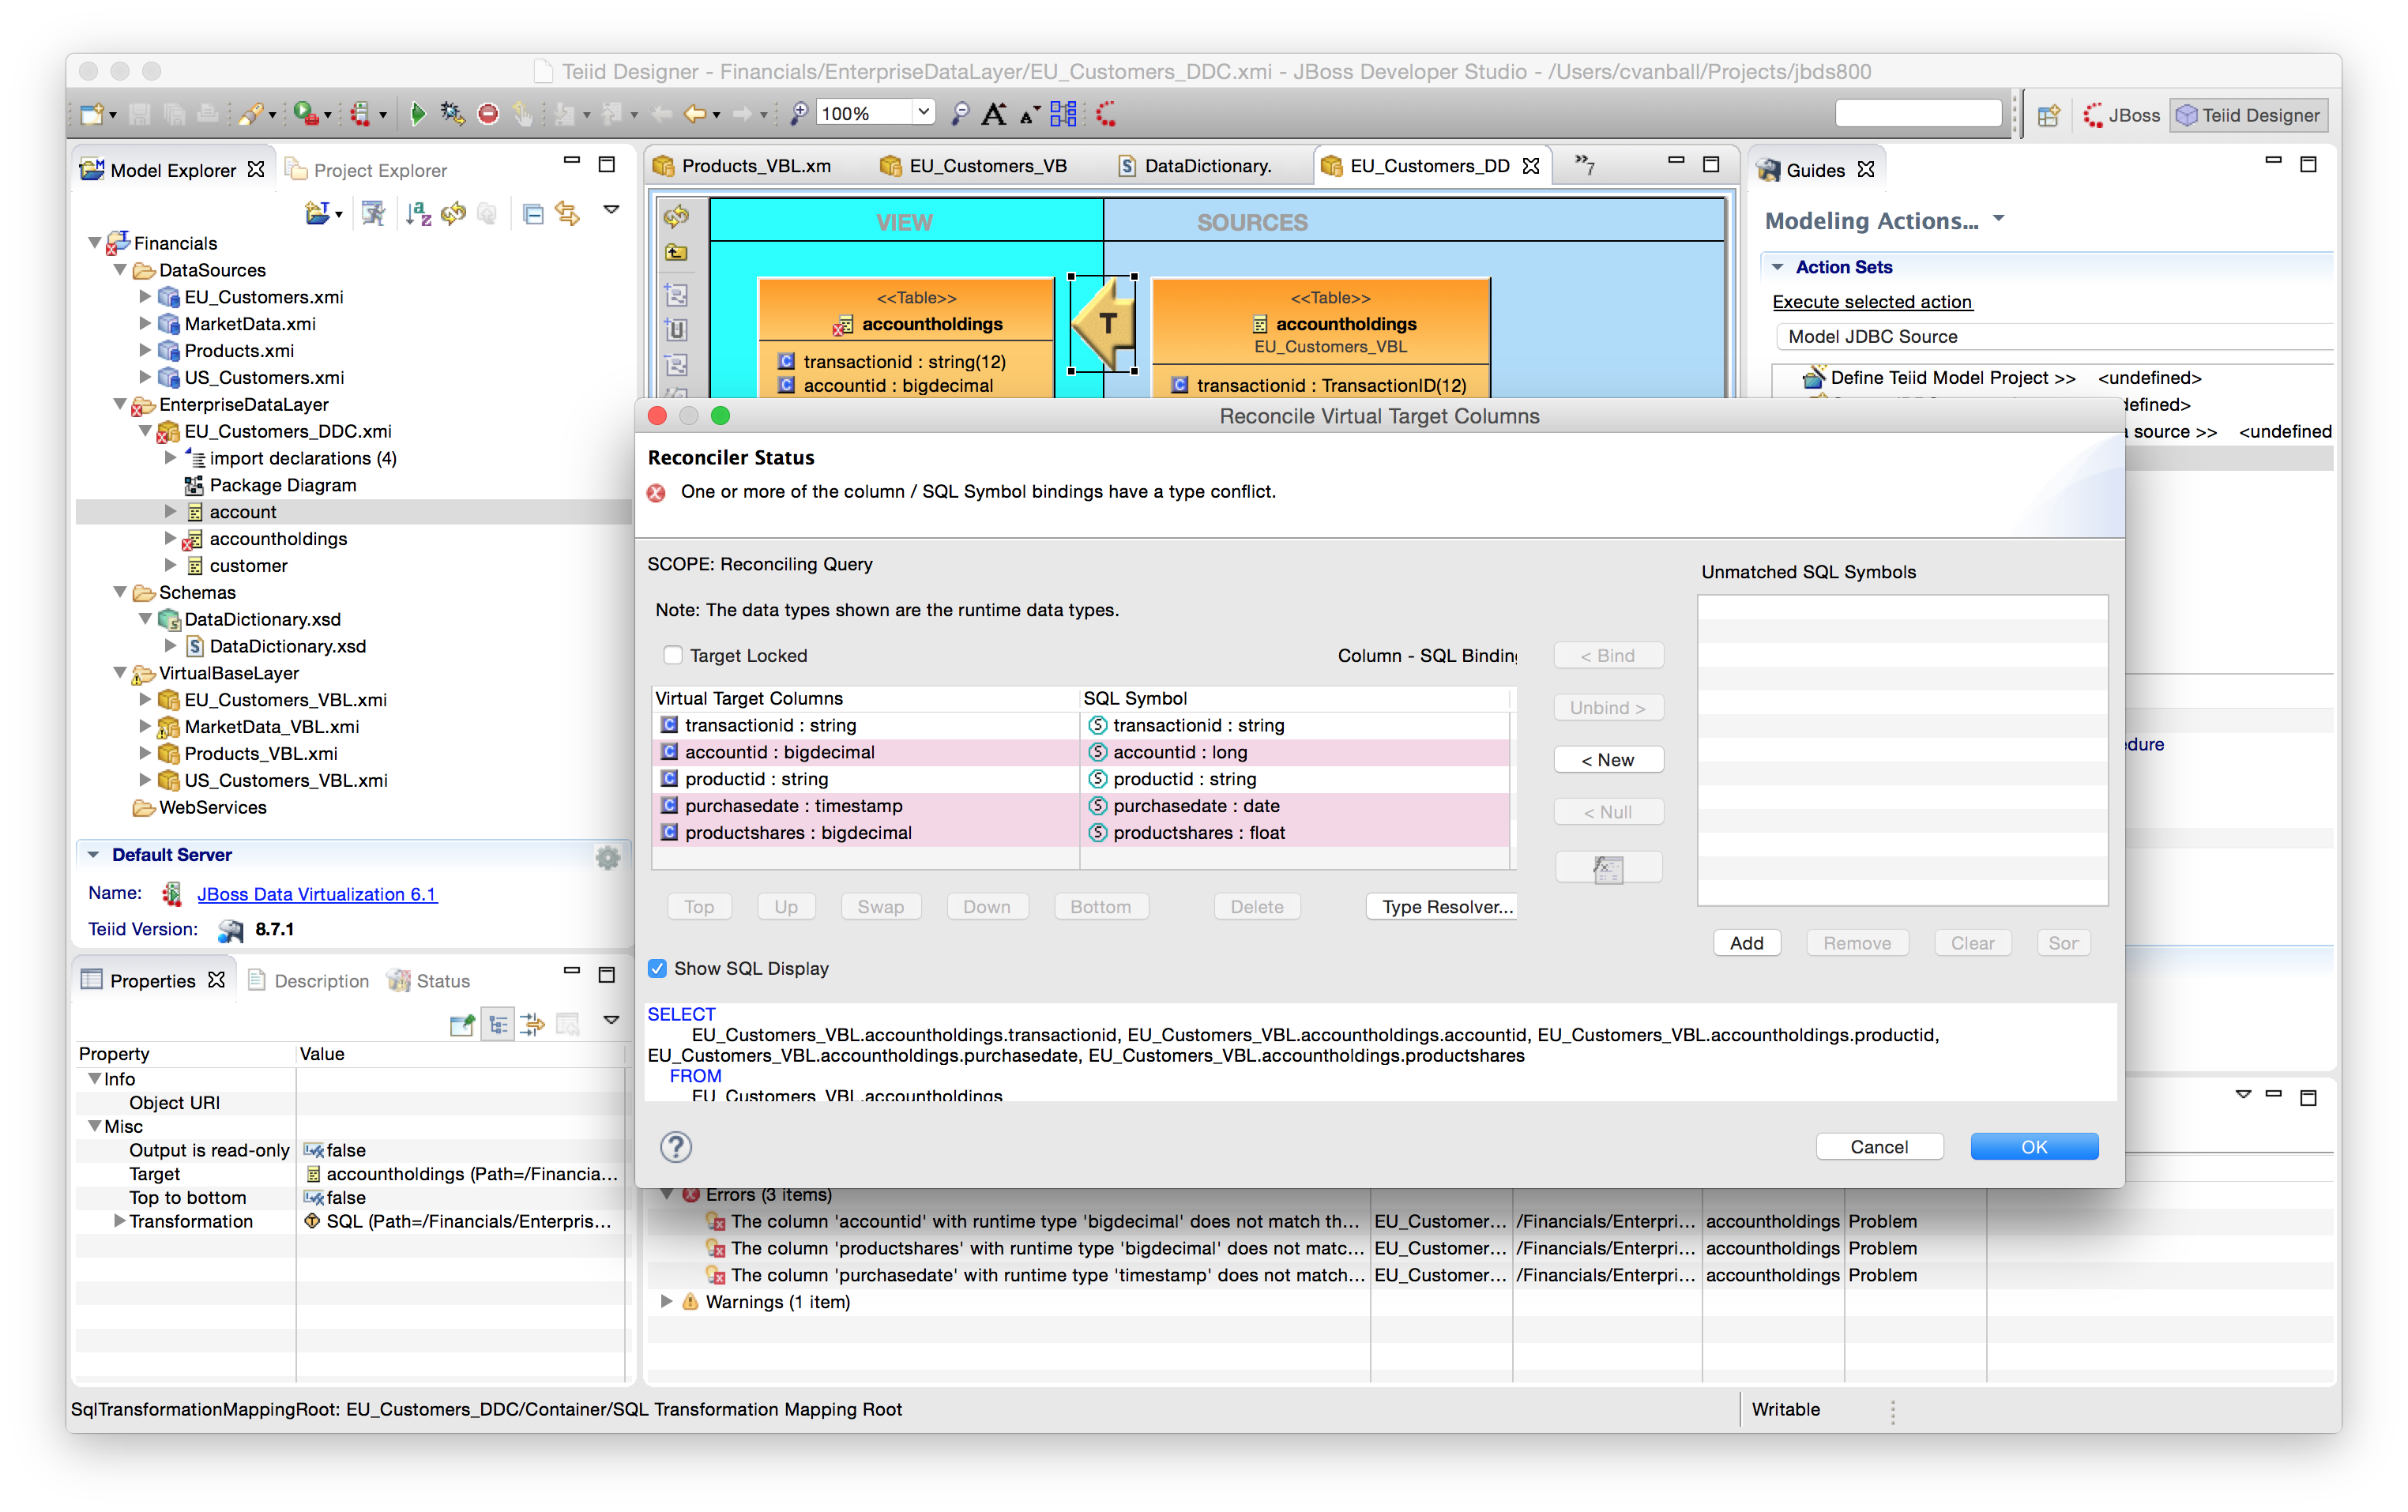 Teiid Designer - Financials/EnterpriseDataLayer/EU_Customers_DDC.xmi - JBoss Developer Studio - /Users/cvanball/Projects/jbds800
100%
JBoss
Teiid Designer
Model Explorer
Project Explorer
Financials
DataSources
EU_Customers.xmi
MarketData.xmi
Products.xmi
US_Customers.xmi
EnterpriseDataLayer
EU_Customers_DDC.xmi
import declarations (4)
Package Diagram
account
accountholdings
customer
Schemas
DataDictionary.xsd
DataDictionary.xsd
VirtualBaseLayer
EU_Customers_VBL.xmi
MarketData_VBL.xmi
Products_VBL.xmi
US_Customers_VBL.xmi
WebServices
Default Server
Name: JBoss Data Virtualization 6.1
Teiid Version: 8.7.1
Properties
Description
Status
Property Value
Info
Object URI
Misc
Output is read-only false
Target accountholdings (Path=/Financia...
Top to bottom false
Transformation SQL (Path=/Financials/Enterpris...
Products_VBL.xm
EU_Customers_VB
DataDictionary.
EU_Customers_DD
»7
VIEW
SOURCES
<<Table>>
accountholdings
transactionid : string(12)
accountid : bigdecimal
T
<<Table>>
accountholdings
EU_Customers_VBL
transactionid : TransactionID(12)
Guides
Modeling Actions...
Action Sets
Execute selected action
Model JDBC Source
Define Teiid Model Project >> <undefined>
defined>
source >> <undefined
edure
Reconcile Virtual Target Columns
Reconciler Status
One or more of the column / SQL Symbol bindings have a type conflict.
SCOPE: Reconciling Query
Note: The data types shown are the runtime data types.
Target Locked
Column - SQL Binding
Virtual Target Columns SQL Symbol
transactionid : string transactionid : string
accountid : bigdecimal accountid : long
productid : string productid : string
purchasedate : timestamp purchasedate : date
productshares : bigdecimal productshares : float
Top Up Swap Down Bottom Delete Type Resolver...
< Bind
Unbind >
< New
< Null
Unmatched SQL Symbols
Add Remove Clear Sor
Show SQL Display
SELECT
EU_Customers_VBL.accountholdings.transactionid, EU_Customers_VBL.accountholdings.accountid, EU_Customers_VBL.accountholdings.productid,
EU_Customers_VBL.accountholdings.purchasedate, EU_Customers_VBL.accountholdings.productshares
FROM
EU_Customers_VBL.accountholdings
?
Cancel
OK
Errors (3 items)
The column 'accountid' with runtime type 'bigdecimal' does not match th... EU_Customer... /Financials/Enterpri... accountholdings Problem
The column 'productshares' with runtime type 'bigdecimal' does not matc... EU_Customer... /Financials/Enterpri... accountholdings Problem
The column 'purchasedate' with runtime type 'timestamp' does not match... EU_Customer... /Financials/Enterpri... accountholdings Problem
Warnings (1 item)
SqlTransformationMappingRoot: EU_Customers_DDC/Container/SQL Transformation Mapping Root
Writable